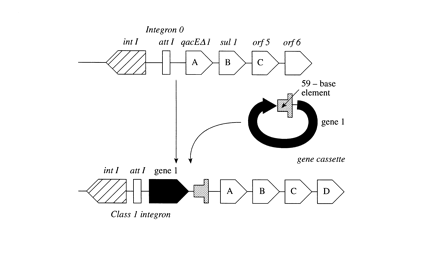 Integron 0
int I att I qacEΔ1 sul 1 orf 5 orf 6
A B C
59 – base
element
gene 1
gene cassette
int I att I gene 1
A B C D
Class 1 integron